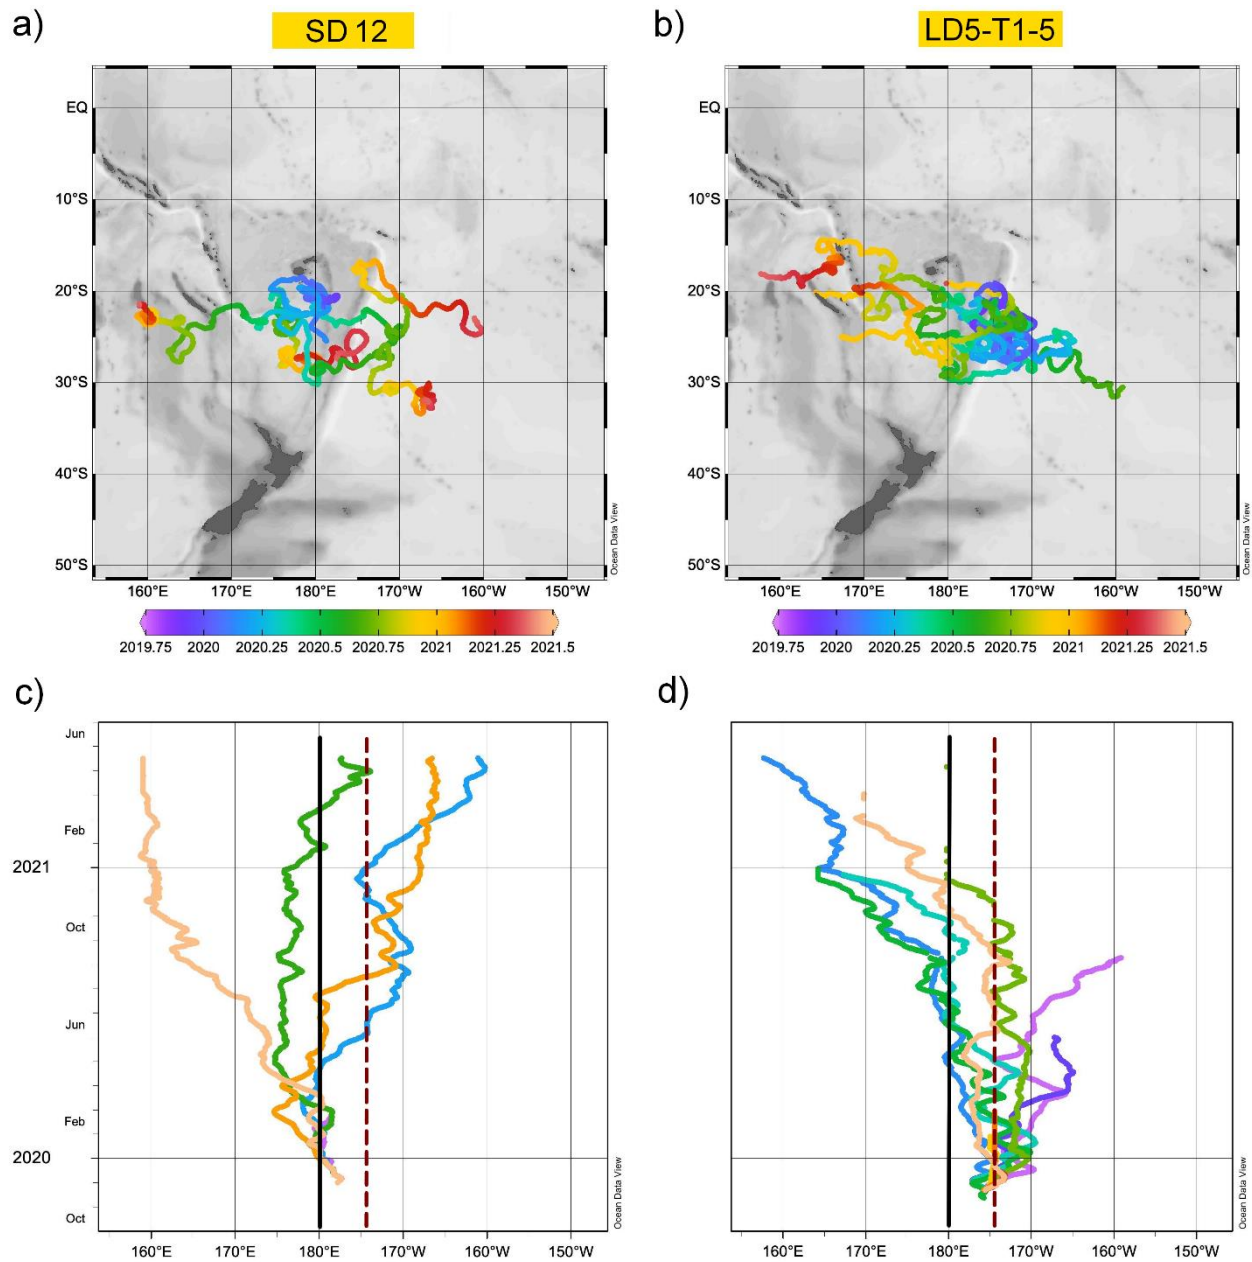 a)
SD 12
b)
LD5-T1-5
EQ
10°S
20°S
30°S
40°S
50°S
160°E 170°E 180°E 170°W 160°W 150°W
Ocean Data View
2019.75 2020 2020.25 2020.5 2020.75 2021 2021.25 2021.5
EQ
10°S
20°S
30°S
40°S
50°S
160°E 170°E 180°E 170°W 160°W 150°W
Ocean Data View
2019.75 2020 2020.25 2020.5 2020.75 2021 2021.25 2021.5
c)
d)
Jun
Feb
2021
Oct
Jun
Feb
2020
Oct
160°E 170°E 180°E 170°W 160°W 150°W
Ocean Data View
160°E 170°E 180°E 170°W 160°W 150°W
Ocean Data View